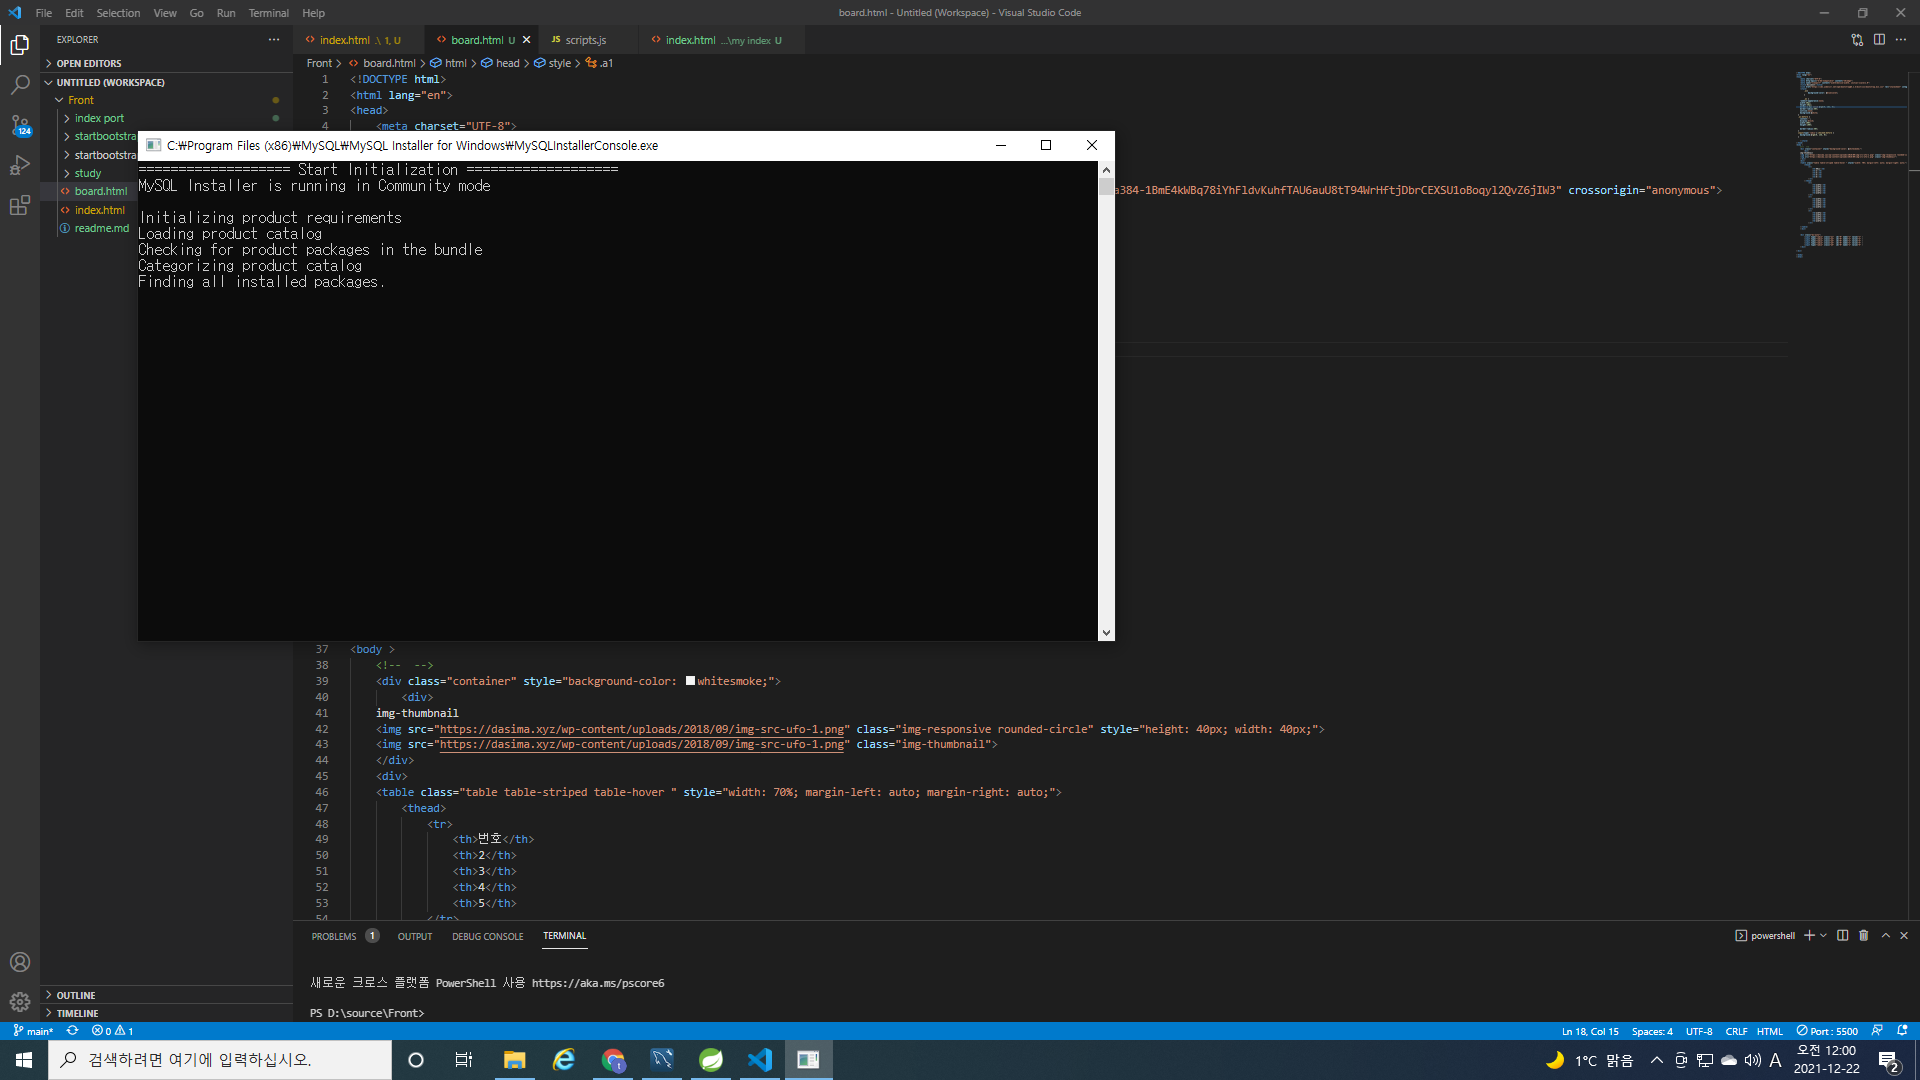 File Edit Selection View Go Run Terminal Help
board.html - Untitled (Workspace) - Visual Studio Code
EXPLORER
OPEN EDITORS
UNTITLED (WORKSPACE)
Front
index port
startbootstra
startbootstra
study
board.html
index.html
readme.md
OUTLINE
TIMELINE
124
index.html .\ 1, U
board.html U
JS scripts.js
index.html ...\my index U
Front > board.html > html > head > style > .a1
1 <!DOCTYPE html>
2 <html lang="en">
3 <head>
4 <meta charset="UTF-8">
a384-1BmE4kWBq78iYhFldvKuhfTAU6auU8tT94WrHftjDbrCEXSU1oBoqyl2QvZ6jIW3" crossorigin="anonymous">
C:₩Program Files (x86)₩MySQL₩MySQL Installer for Windows₩MySQLInstallerConsole.exe
=================== Start Initialization ===================
MySQL Installer is running in Community mode
Initializing product requirements
Loading product catalog
Checking for product packages in the bundle
Categorizing product catalog
Finding all installed packages.
37 <body >
38 <!--  -->
39 <div class="container" style="background-color: whitesmoke;">
40 <div>
41 img-thumbnail
42 <img src="https://dasima.xyz/wp-content/uploads/2018/09/img-src-ufo-1.png" class="img-responsive rounded-circle" style="height: 40px; width: 40px;">
43 <img src="https://dasima.xyz/wp-content/uploads/2018/09/img-src-ufo-1.png" class="img-thumbnail">
44 </div>
45 <div>
46 <table class="table table-striped table-hover " style="width: 70%; margin-left: auto; margin-right: auto;">
47 <thead>
48 <tr>
49 <th>번호</th>
50 <th>2</th>
51 <th>3</th>
52 <th>4</th>
53 <th>5</th>
54 </tr>
PROBLEMS 1 OUTPUT DEBUG CONSOLE TERMINAL
powershell
새로운 크로스 플랫폼 PowerShell 사용 https://aka.ms/pscore6
PS D:\source\Front>
main* 0 1
Ln 18, Col 15 Spaces: 4 UTF-8 CRLF HTML Port : 5500
검색하려면 여기에 입력하십시오.
1°C 맑음
A
오전 12:00
2021-12-22
2